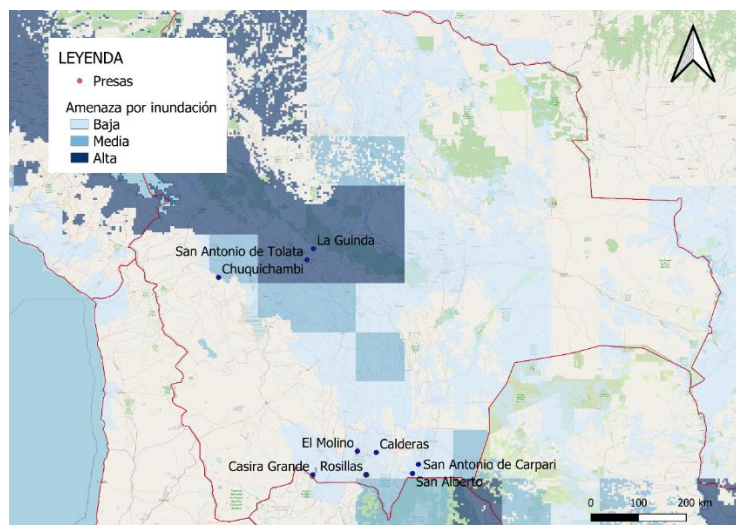 LEYENDA
Presas
Amenaza por inundación
Baja
Media
Alta
La Guinda
San Antonio de Tolata
Chuquichambi
El Molino
Calderas
Casira Grande
Rosillas
San Antonio de Carpari
San Alberto
0 100 200 km